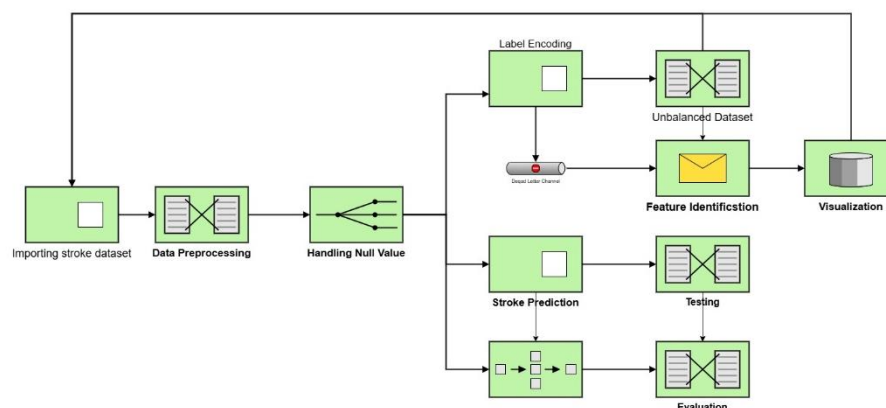 Label Encoding
Unbalanced Dataset
Feature Identificstion
Visualization
Importing stroke dataset
Data Preprocessing
Handling Null Value
Stroke Prediction
Testing
Evaluation